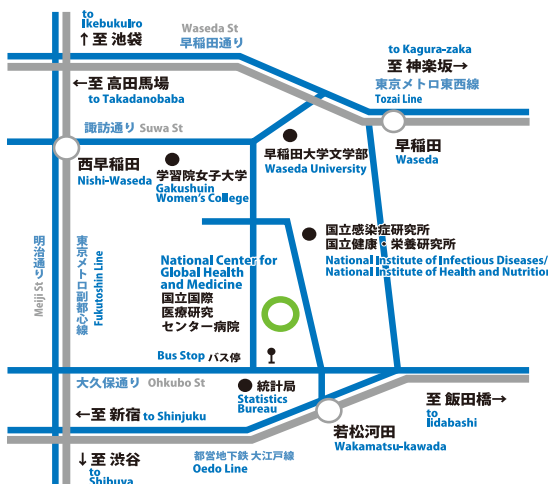 to
Ikebukuro
↑至 池袋
Waseda St
早稲田通り
to Kagura-zaka
至 神楽坂→
東京メトロ東西線
Tozai Line
←至 高田馬場
to Takadanobaba
諏訪通り Suwa St
早稲田
Waseda
西早稲田
Nishi-Waseda
学習院女子大学
Gakushuin
Women's College
早稲田大学文学部
Waseda University
国立感染症研究所
国立健康・栄養研究所
National Institute of Infectious Diseases/
National Institute of Health and Nutrition
明治通り
Meiji St
東京メトロ副都心線
Fukutoshin Line
National Center for
Global Health
and Medicine
国立国際
医療研究
センター病院
Bus Stop バス停
大久保通り Ohkubo St
統計局
Statistics
Bureau
至 飯田橋→
to
Iidabashi
←至 新宿 to Shinjuku
若松河田
Wakamatsu-kawada
↓至 渋谷
to
Shibuya
都営地下鉄 大江戸線
Oedo Line